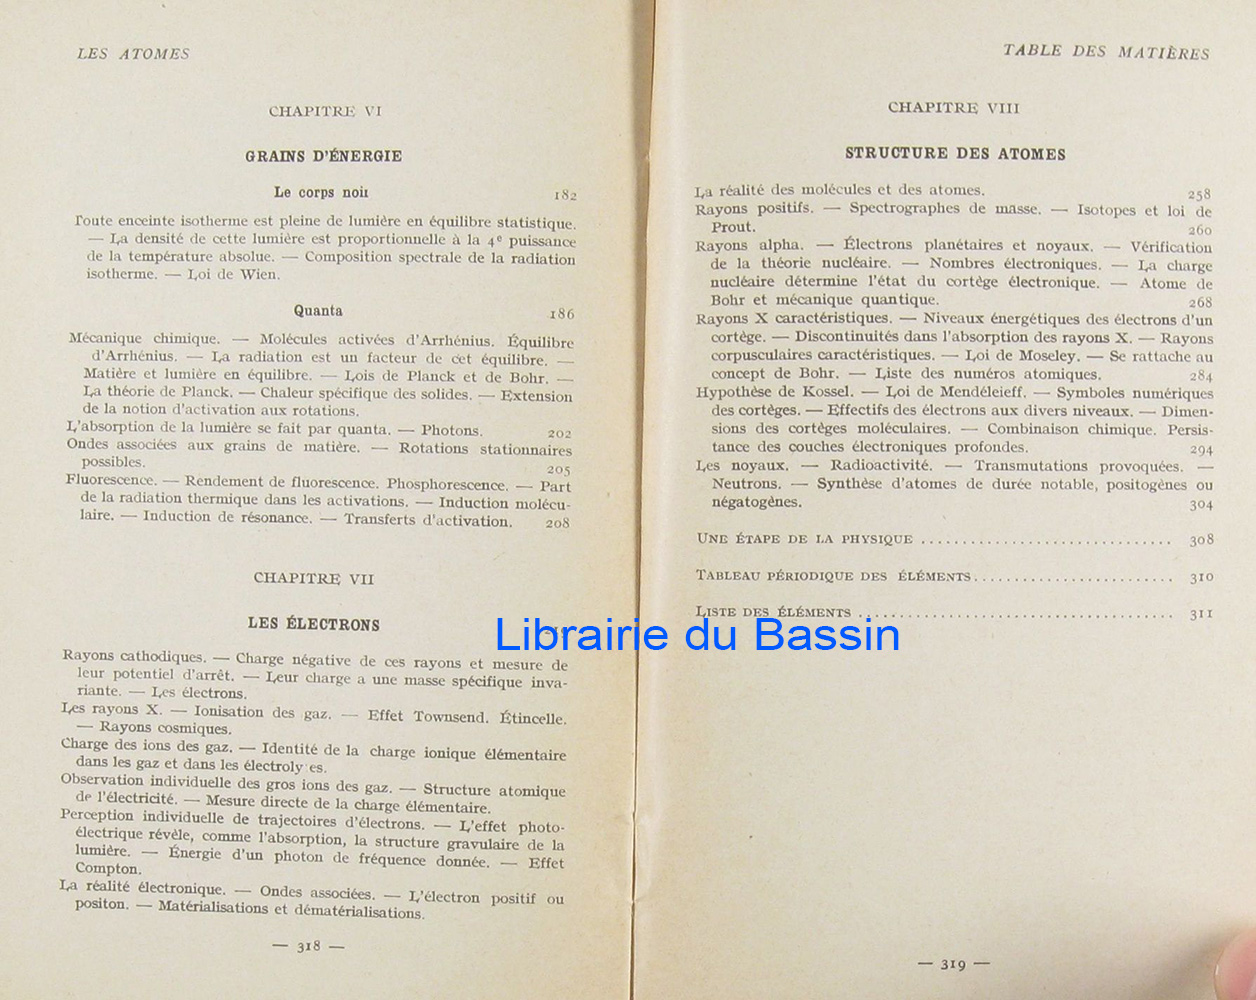 LES ATOMES
CHAPITRE VI
GRAINS D'ÉNERGIE
Le corps noir 182
Toute enceinte isotherme est pleine de lumière en équilibre statistique.
— La densité de cette lumière est proportionnelle à la 4e puissance
de la température absolue. — Composition spectrale de la radiation
isotherme. — Loi de Wien.
Quanta 186
Mécanique chimique. — Molécules activées d'Arrhénius. Équilibre
d'Arrhénius. — La radiation est un facteur de cet équilibre. —
Matière et lumière en équilibre. — Lois de Planck et de Bohr. —
La théorie de Planck. — Chaleur spécifique des solides. — Extension
de la notion d'activation aux rotations.
L'absorption de la lumière se fait par quanta. — Photons. 202
Ondes associées aux grains de matière. — Rotations stationnaires
possibles. 205
Fluorescence. — Rendement de fluorescence. Phosphorescence. — Part
de la radiation thermique dans les activations. — Induction molécu-
laire. — Induction de résonance. — Transferts d'activation. 208
CHAPITRE VII
LES ÉLECTRONS
Rayons cathodiques. — Charge négative de ces rayons et mesure de
leur potentiel d'arrêt. — Leur charge a une masse spécifique inva-
riante. — Les électrons.
Les rayons X. — Ionisation des gaz. — Effet Townsend. Étincelle.
— Rayons cosmiques.
Charge des ions des gaz. — Identité de la charge ionique élémentaire
dans les gaz et dans les électroly es.
Observation individuelle des gros ions des gaz. — Structure atomique
de l'électricité. — Mesure directe de la charge élémentaire.
Perception individuelle de trajectoires d'électrons. — L'effet photo-
électrique révèle, comme l'absorption, la structure gravulaire de la
lumière. — Énergie d'un photon de fréquence donnée. — Effet
Compton.
La réalité électronique. — Ondes associées. — L'électron positif ou
positon. — Matérialisations et dématérialisations.
— 318 —
TABLE DES MATIÈRES
CHAPITRE VIII
STRUCTURE DES ATOMES
La réalité des molécules et des atomes. 258
Rayons positifs. — Spectrographes de masse. — Isotopes et loi de
Prout. 260
Rayons alpha. — Électrons planétaires et noyaux. — Vérification
de la théorie nucléaire. — Nombres électroniques. — La charge
nucléaire détermine l'état du cortége électronique. — Atome de
Bohr et mécanique quantique. 268
Rayons X caractéristiques. — Niveaux énergétiques des électrons d'un
cortège. — Discontinuités dans l'absorption des rayons X. — Rayons
corpusculaires caractéristiques. — Loi de Moseley. — Se rattache au
concept de Bohr. — Liste des numéros atomiques. 284
Hypothèse de Kossel. — Loi de Mendéleieff. — Symboles numériques
des cortèges. — Effectifs des électrons aux divers niveaux. — Dimen-
sions des cortèges moléculaires. — Combinaison chimique. Persis-
tance des couches électroniques profondes. 294
Les noyaux. — Radioactivité. — Transmutations provoquées. —
Neutrons. — Synthèse d'atomes de durée notable, positogènes ou
négatogènes. 304
UNE ÉTAPE DE LA PHYSIQUE ............................... 308
TABLEAU PÉRIODIQUE DES ÉLÉMENTS......................... 310
LISTE DES ÉLÉMENTS ...................................... 311
— 319 —
Librairie du Bassin